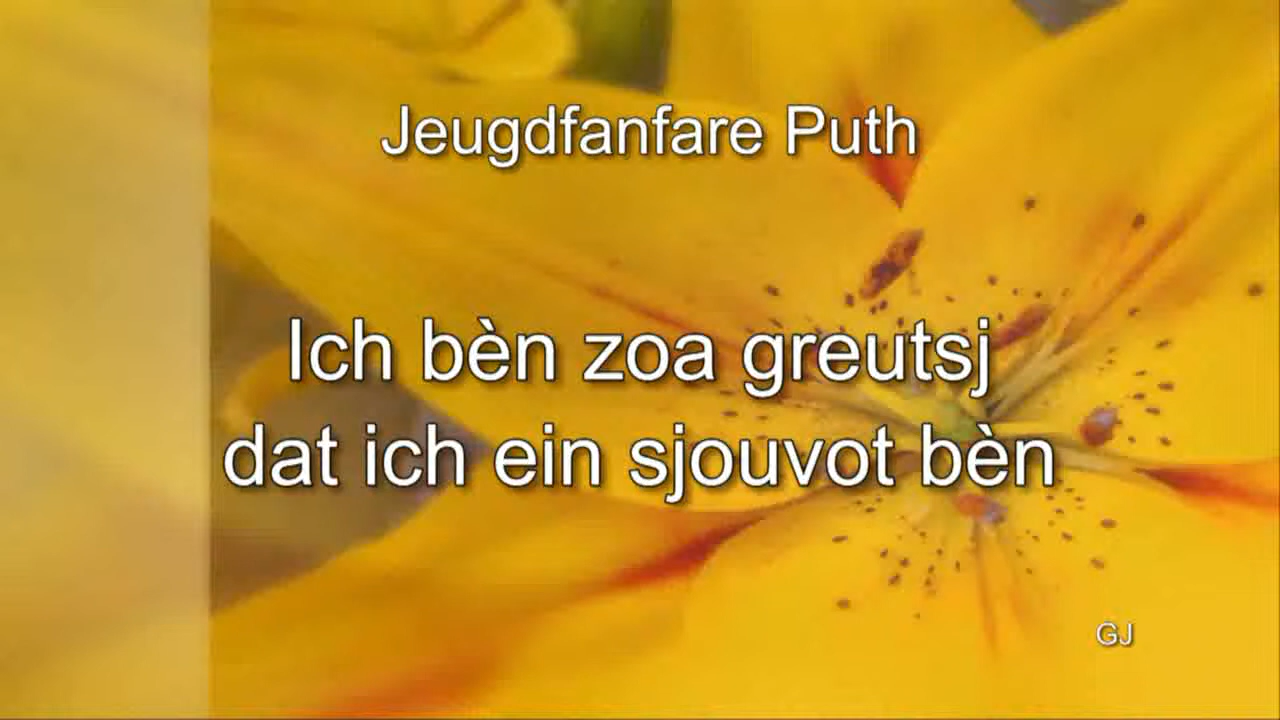 Jeugdfanfare Puth
Ich bèn zoa greutsj
dat ich ein sjouvot bèn
GJ